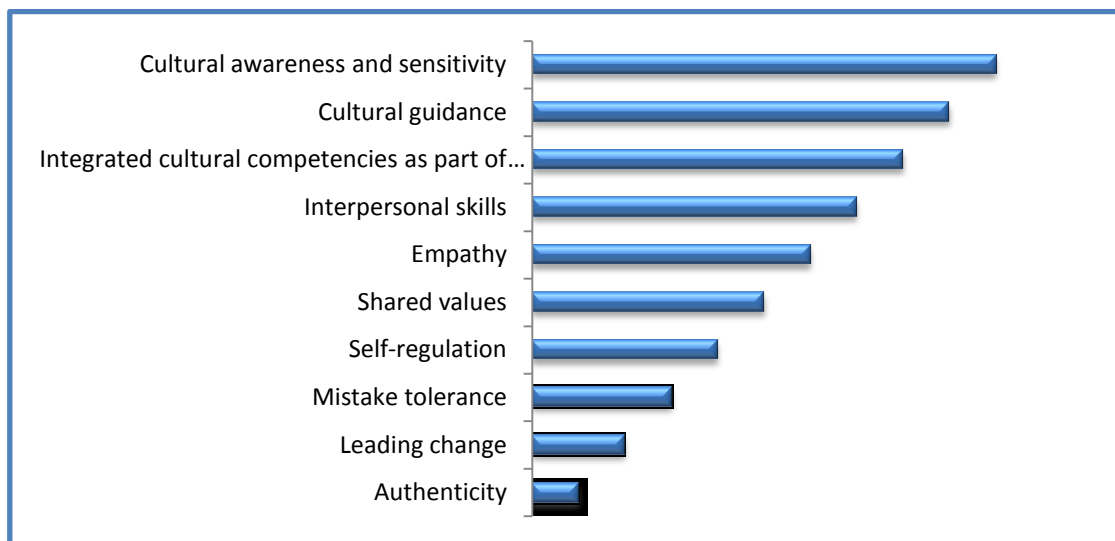 Cultural awareness and sensitivity
Cultural guidance
Integrated cultural competencies as part of...
Interpersonal skills
Empathy
Shared values
Self-regulation
Mistake tolerance
Leading change
Authenticity